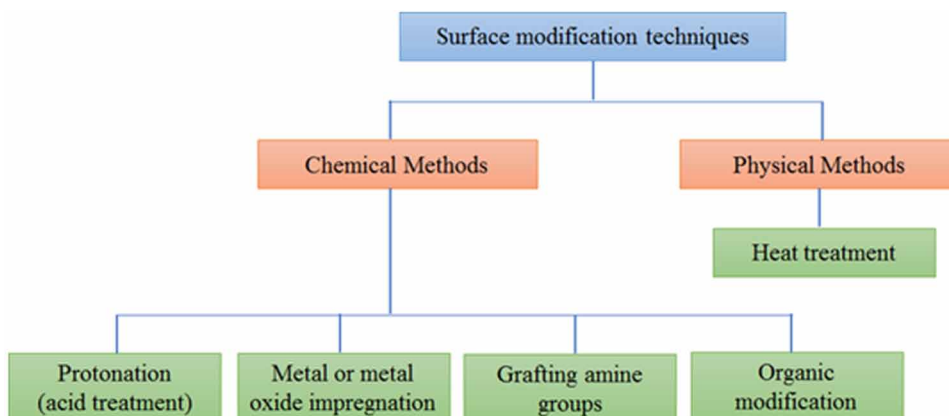 Surface modification techniques
Chemical Methods
Physical Methods
Heat treatment
Protonation
(acid treatment)
Metal or metal
oxide impregnation
Grafting amine
groups
Organic
modification